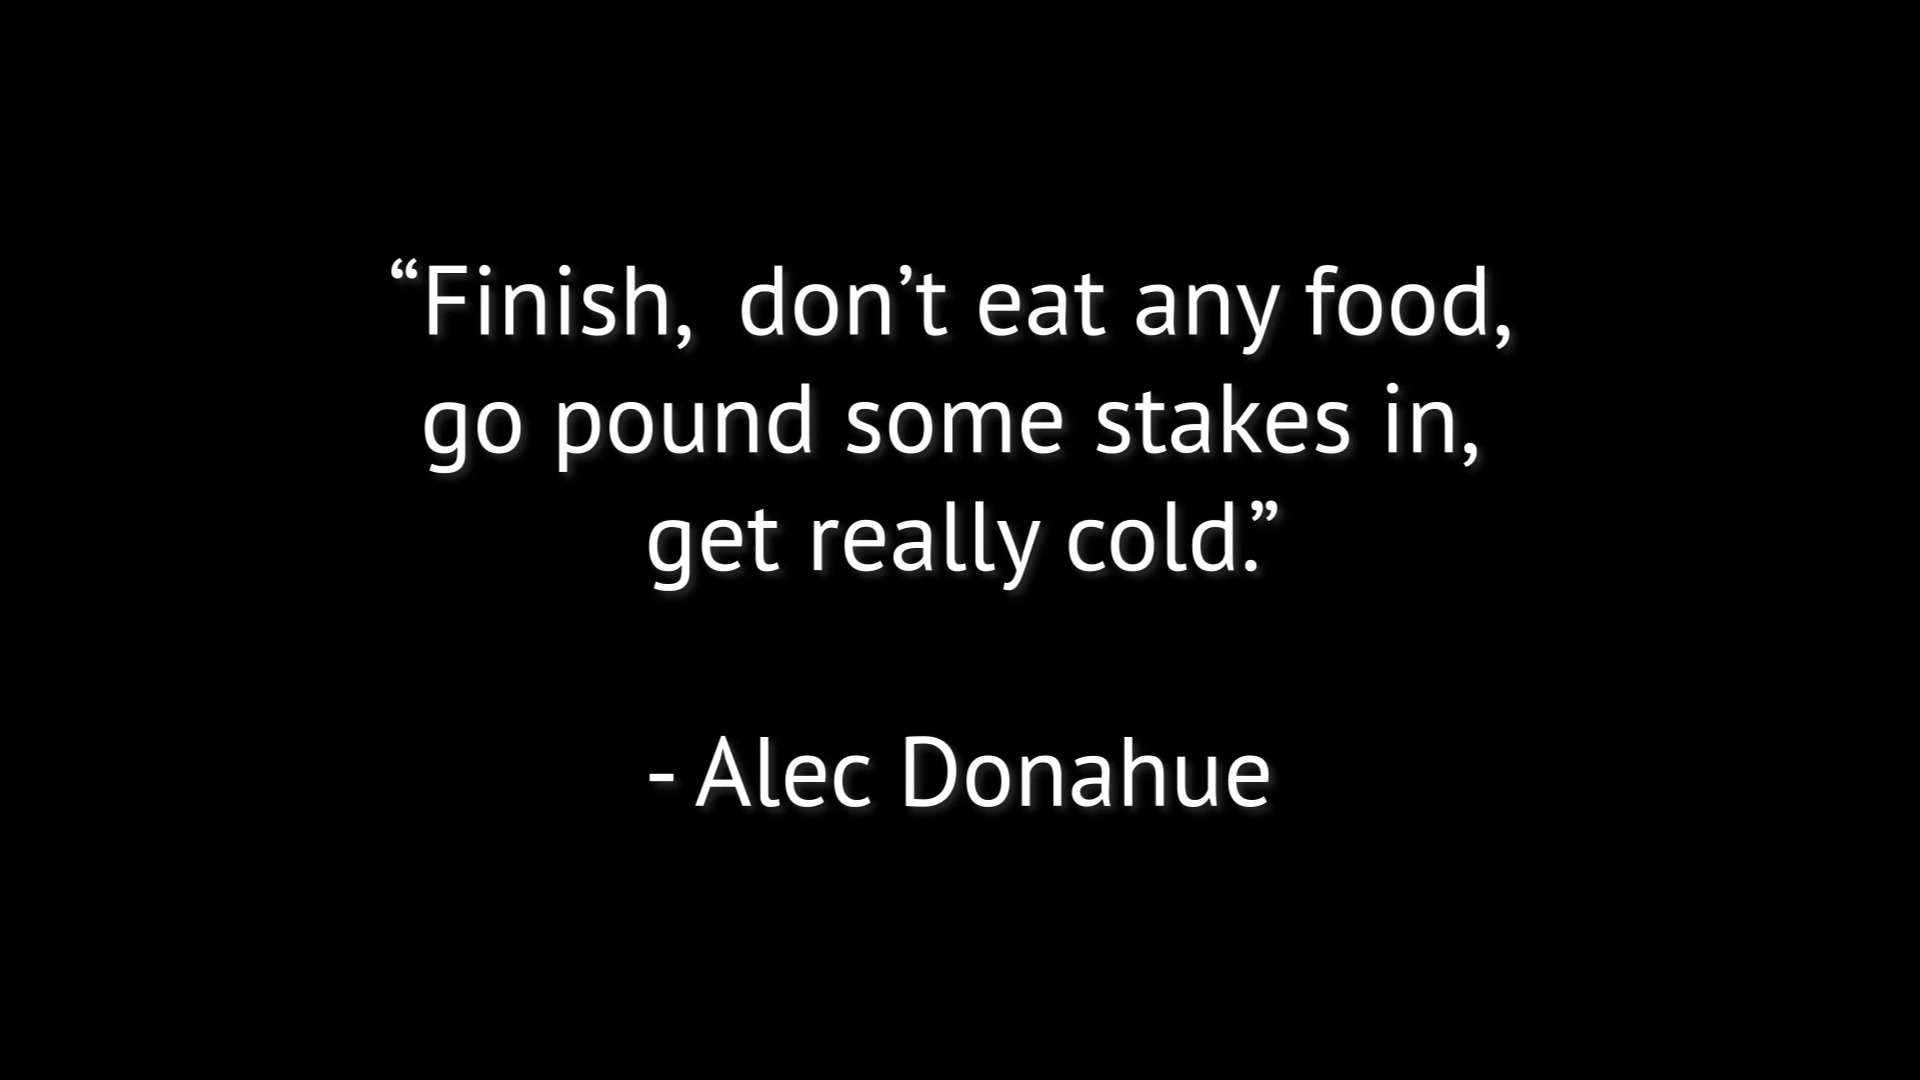 “Finish,  don’t eat any food,
go pound some stakes in,
get really cold.”
- Alec Donahue